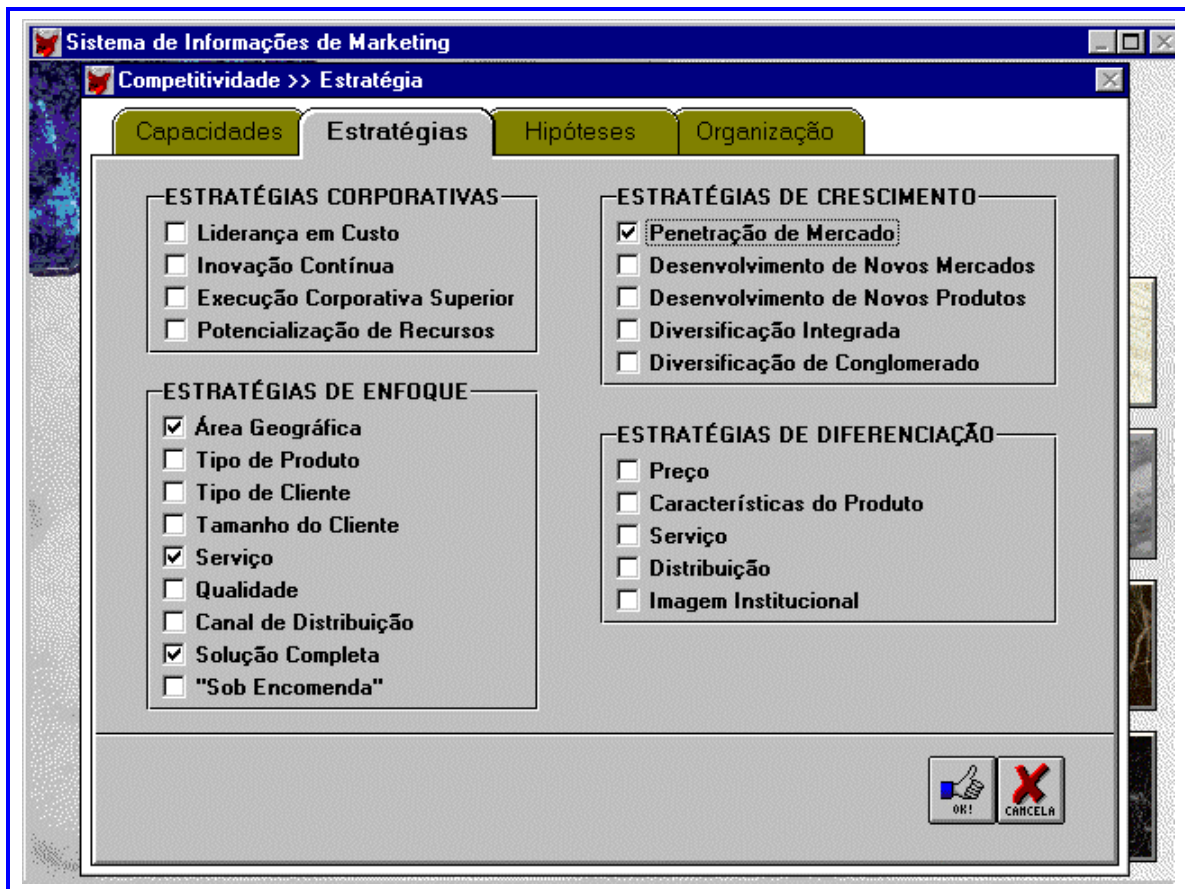 Sistema de Informações de Marketing
Competitividade >> Estratégia
Capacidades Estratégias Hipóteses Organização
ESTRATÉGIAS CORPORATIVAS
Liderança em Custo
Inovação Contínua
Execução Corporativa Superior
Potencialização de Recursos
ESTRATÉGIAS DE ENFOQUE
Área Geográfica
Tipo de Produto
Tipo de Cliente
Tamanho do Cliente
Serviço
Qualidade
Canal de Distribuição
Solução Completa
"Sob Encomenda"
ESTRATÉGIAS DE CRESCIMENTO
Penetração de Mercado
Desenvolvimento de Novos Mercados
Desenvolvimento de Novos Produtos
Diversificação Integrada
Diversificação de Conglomerado
ESTRATÉGIAS DE DIFERENCIAÇÃO
Preço
Características do Produto
Serviço
Distribuição
Imagem Institucional
OK! CANCELA